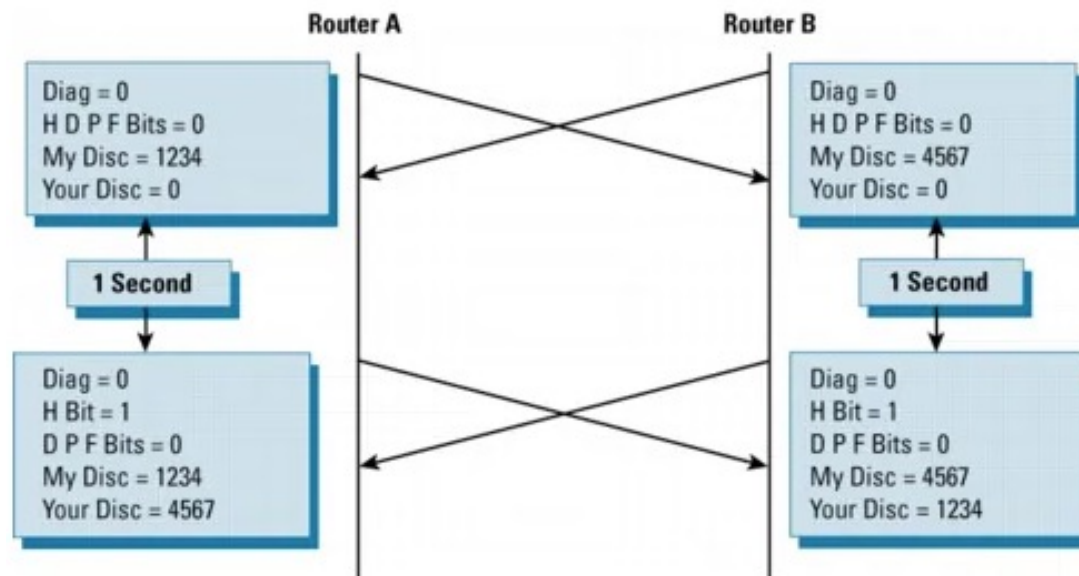 Router A
Router B
Diag = 0
H D P F Bits = 0
My Disc = 1234
Your Disc = 0
Diag = 0
H D P F Bits = 0
My Disc = 4567
Your Disc = 0
1 Second
1 Second
Diag = 0
H Bit = 1
D P F Bits = 0
My Disc = 1234
Your Disc = 4567
Diag = 0
H Bit = 1
D P F Bits = 0
My Disc = 4567
Your Disc = 1234